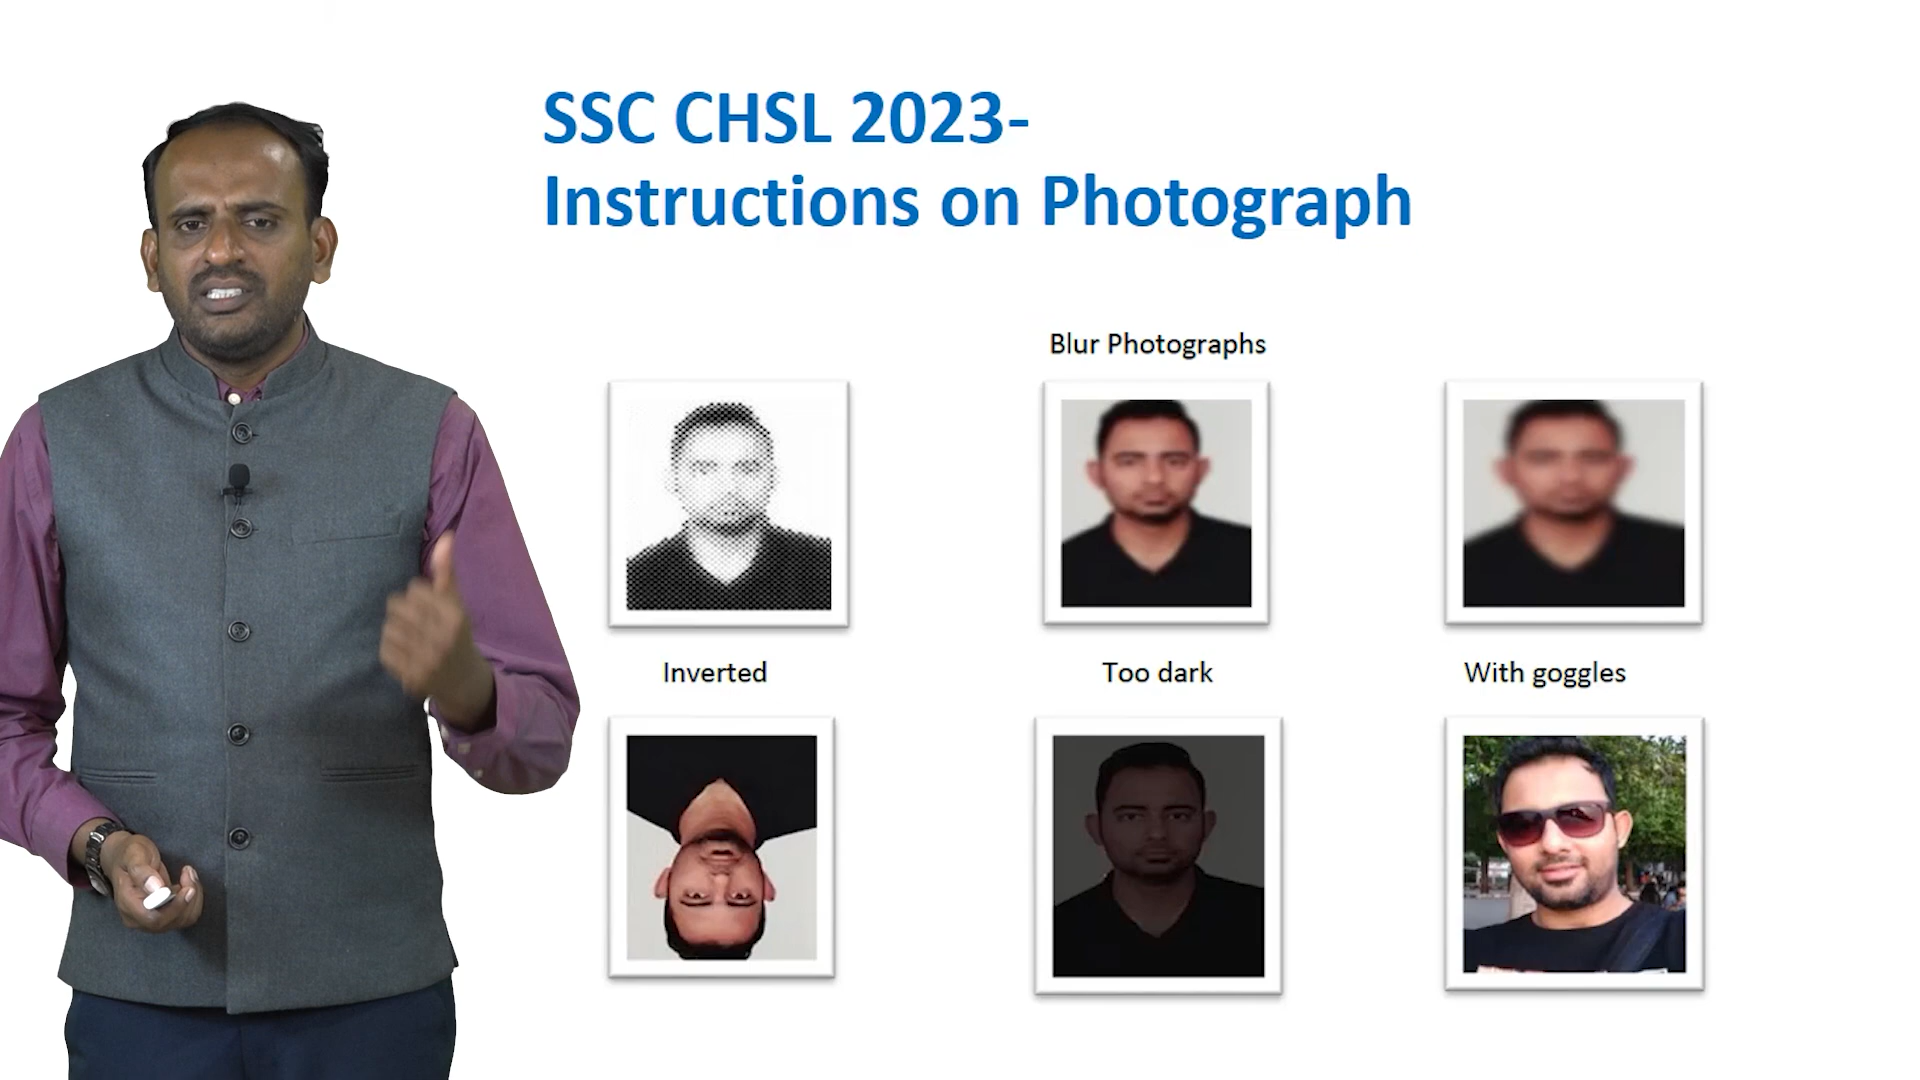 SSC CHSL 2023-
Instructions on Photograph
Blur Photographs
Inverted
Too dark
With goggles